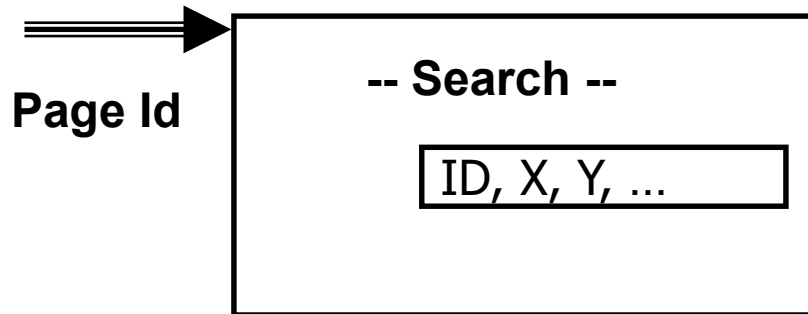 -- Search --
Page Id
ID, X, Y, ...